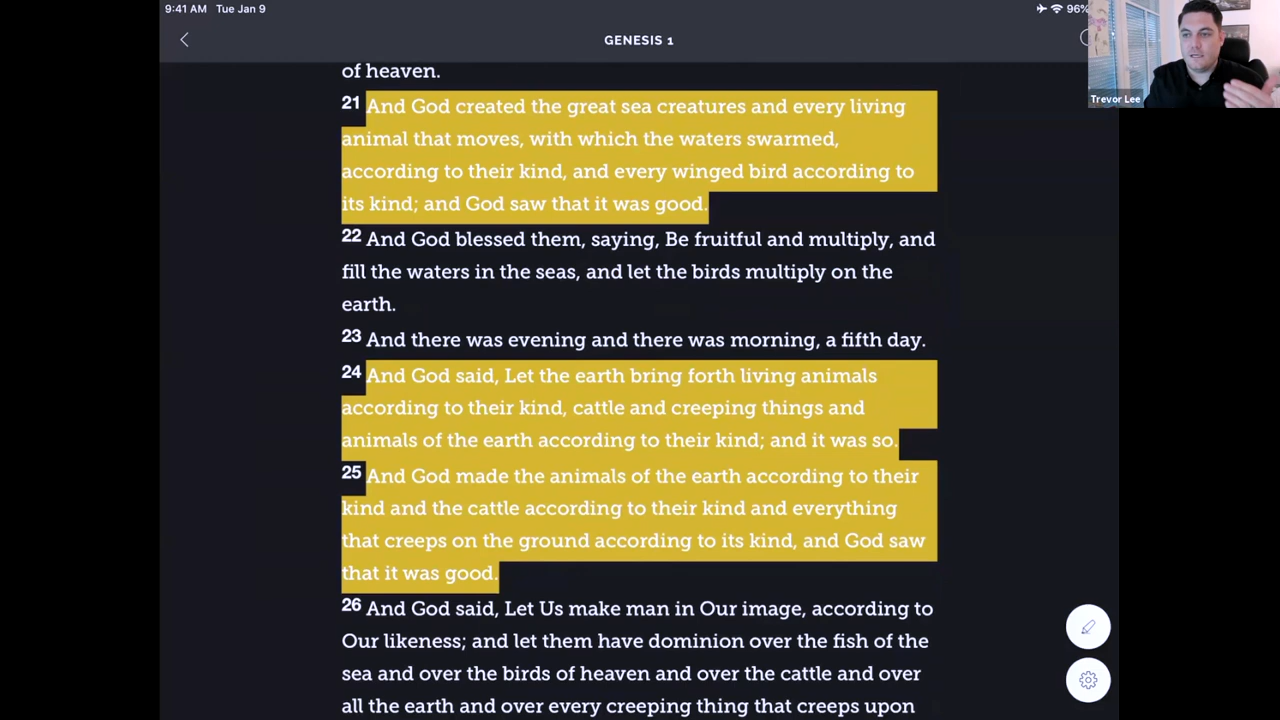 9:41 AM Tue Jan 9
96%
GENESIS 1
of heaven.
21 And God created the great sea creatures and every living
animal that moves, with which the waters swarmed,
according to their kind, and every winged bird according to
its kind; and God saw that it was good.
22 And God blessed them, saying, Be fruitful and multiply, and
fill the waters in the seas, and let the birds multiply on the
earth.
23 And there was evening and there was morning, a fifth day.
24 And God said, Let the earth bring forth living animals
according to their kind, cattle and creeping things and
animals of the earth according to their kind; and it was so.
25 And God made the animals of the earth according to their
kind and the cattle according to their kind and everything
that creeps on the ground according to its kind, and God saw
that it was good.
26 And God said, Let Us make man in Our image, according to
Our likeness; and let them have dominion over the fish of the
sea and over the birds of heaven and over the cattle and over
all the earth and over every creeping thing that creeps upon
Trevor Lee